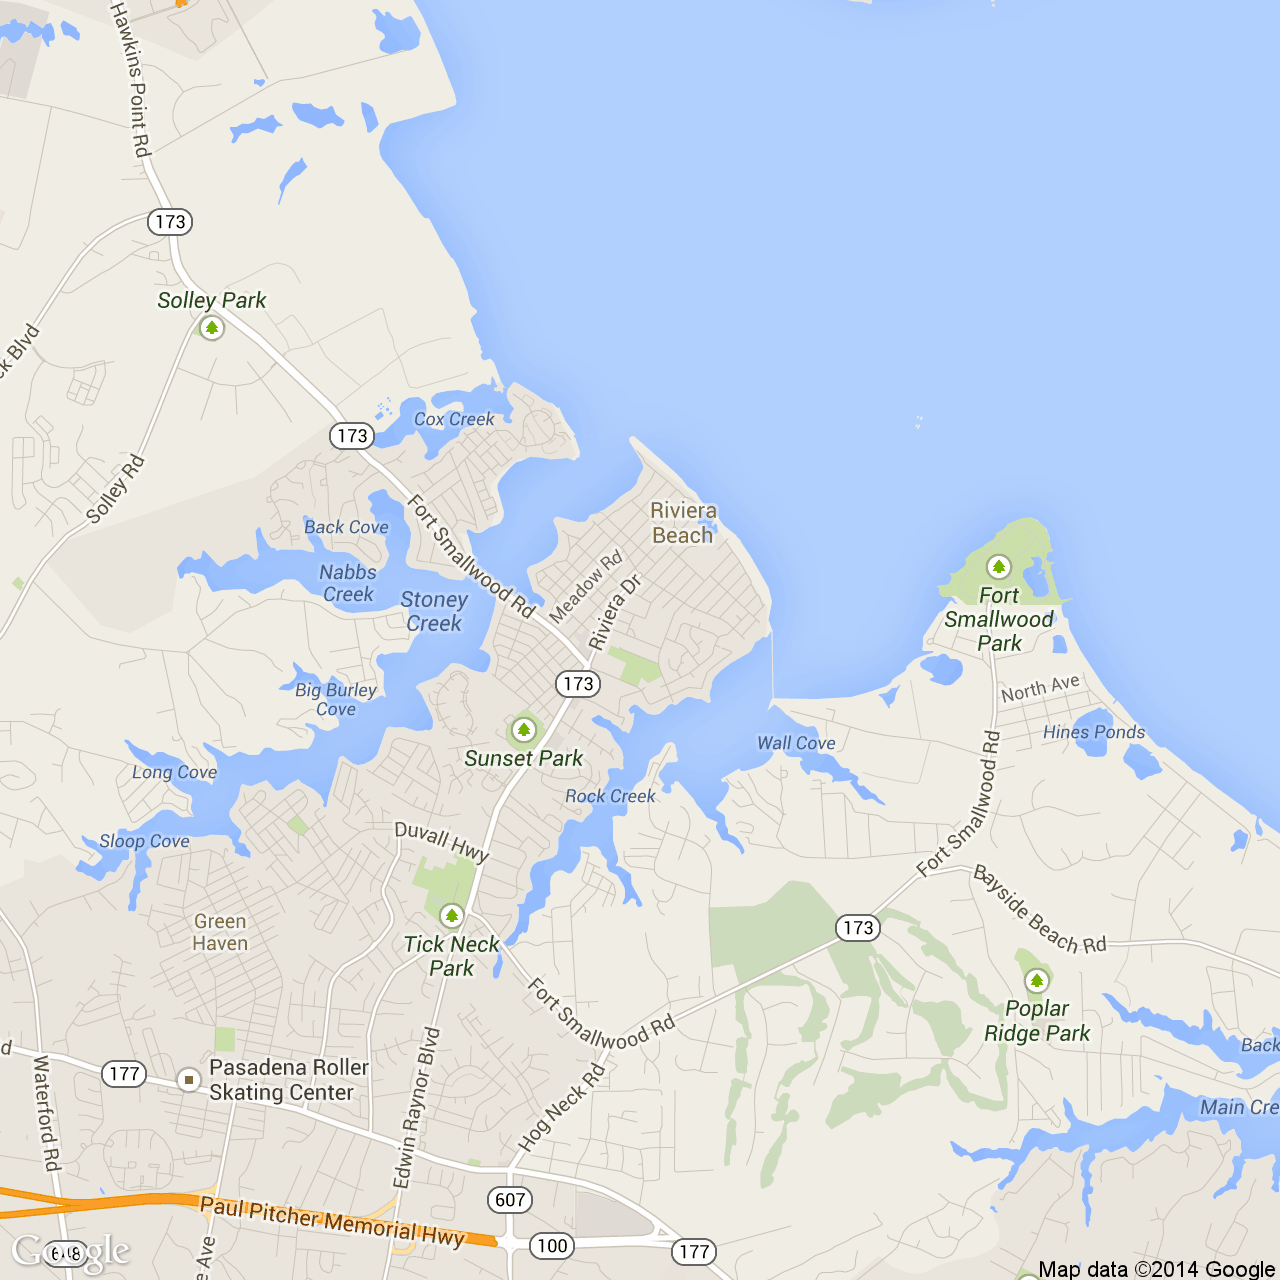 Hawkins Point Rd
173
Solley Park
ck Blvd
Cox Creek
173
Solley Rd
Fort Smallwood Rd
Back Cove
Riviera
Beach
Nabbs
Creek
Meadow Rd
Stoney
Creek
Riviera Dr
Fort
Smallwood
Park
173
Big Burley
Cove
North Ave
Sunset Park
Wall Cove
Hines Ponds
Long Cove
Rock Creek
Fort Smallwood Rd
Sloop Cove
Duvall Hwy
Bayside Beach Rd
Green
Haven
173
Tick Neck
Park
Poplar
Ridge Park
Fort Smallwood Rd
d
177
Pasadena Roller
Skating Center
Waterford Rd
Edwin Raynor Blvd
Hog Neck Rd
Back
Main Cre
607
Paul Pitcher Memorial Hwy
100
177
648
e Ave
Google
Map data ©2014 Google